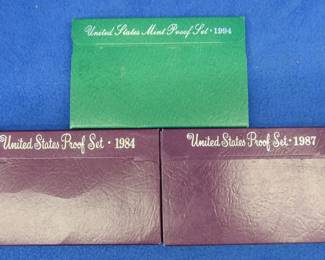 United States Mint Proof Set • 1994
United States Proof Set • 1984
United States Proof Set • 1987